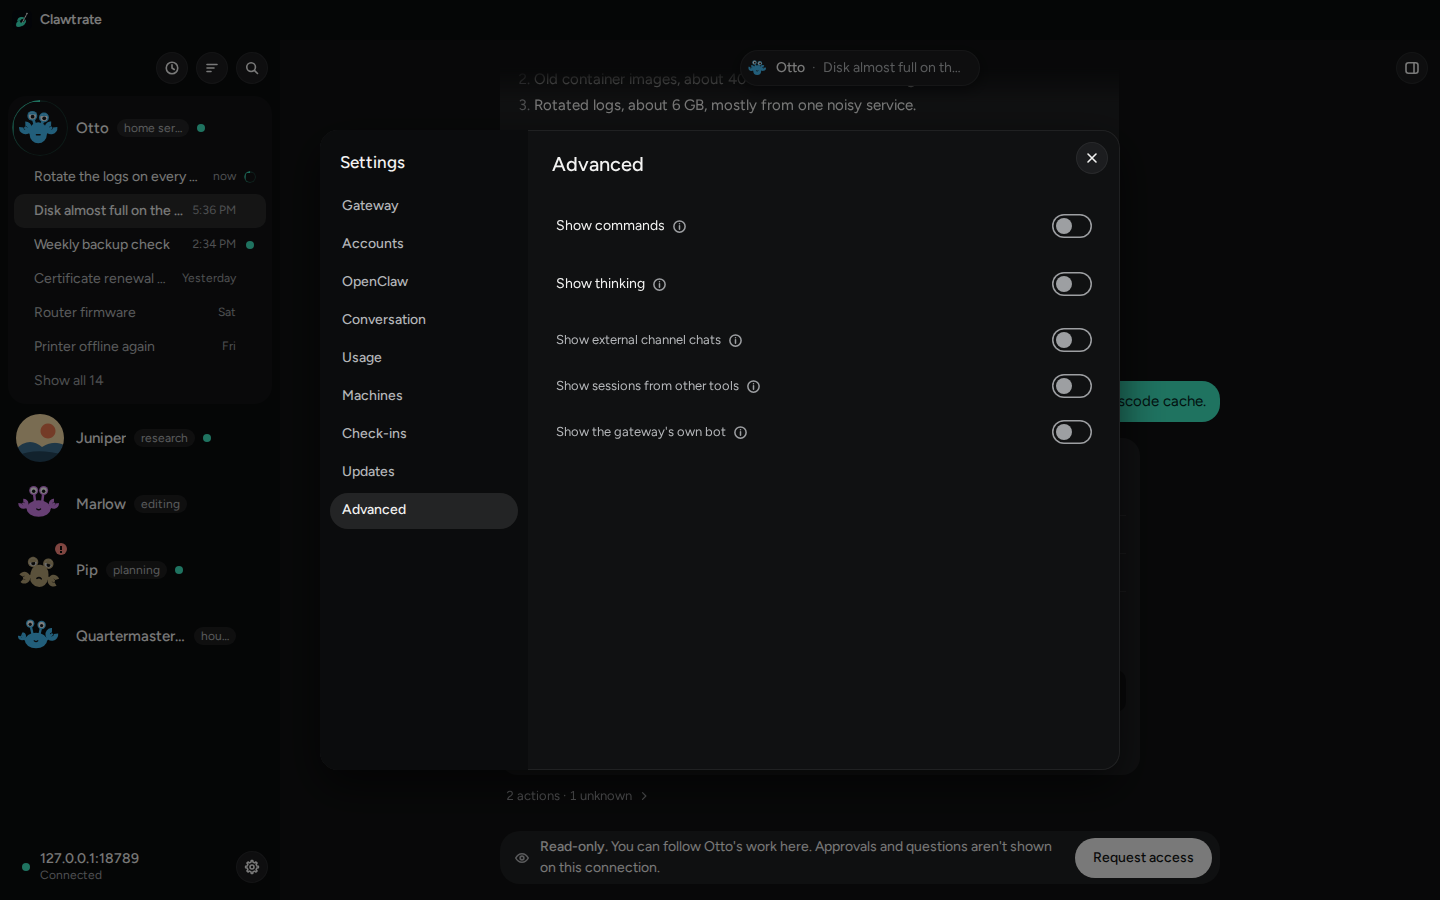 Clawtrate
Otto · Disk almost full on th...
Otto home ser...
Rotate the logs on every ... now
Disk almost full on the ... 5:36 PM
Weekly backup check 2:34 PM
Certificate renewal ... Yesterday
Router firmware Sat
Printer offline again Fri
Show all 14
Juniper research
Marlow editing
Pip planning
Quartermaster... hou...
127.0.0.1:18789
Connected
2. Old container images, about 40
3. Rotated logs, about 6 GB, mostly from one noisy service.
Settings
Gateway
Accounts
OpenClaw
Conversation
Usage
Machines
Check-ins
Updates
Advanced
Advanced
Show commands
Show thinking
Show external channel chats
Show sessions from other tools
Show the gateway's own bot
scode cache.
2 actions · 1 unknown
Read-only. You can follow Otto's work here. Approvals and questions aren't shown
on this connection.
Request access